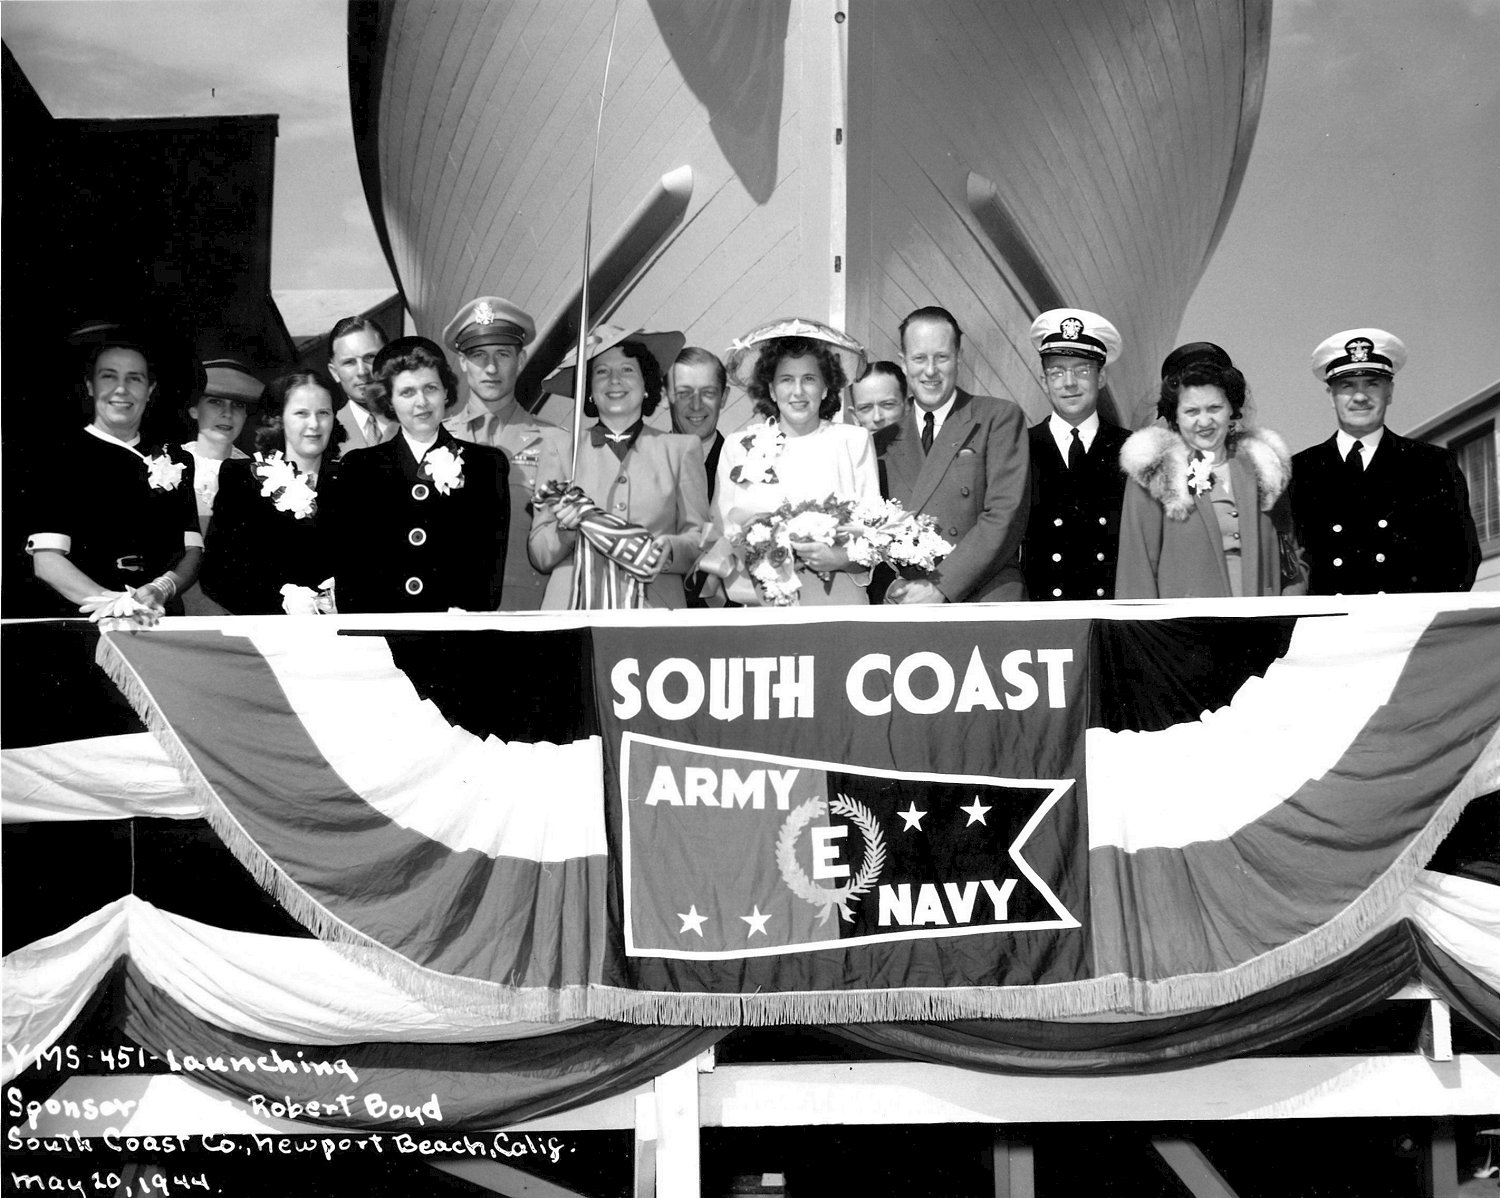 SOUTH COAST
ARMY
E
NAVY
YMS-451-Launching
Sponsor Robert Boyd
South Coast Co., Newport Beach, Calif.
May 20, 1944.